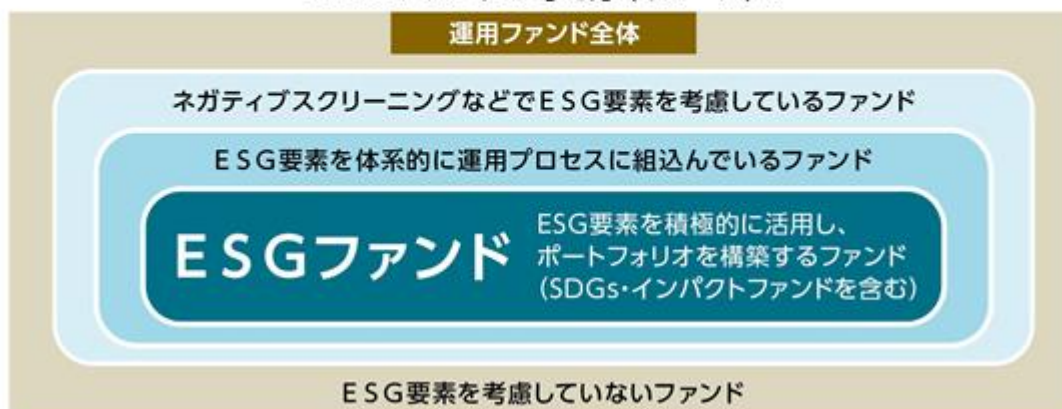 運用ファンド全体
ネガティブスクリーニングなどでESG要素を考慮しているファンド
ESG要素を体系的に運用プロセスに組込んでいるファンド
ESGファンド
ESG要素を積極的に活用し、
ポートフォリオを構築するファンド
(SDGs・インパクトファンドを含む)
ESG要素を考慮していないファンド